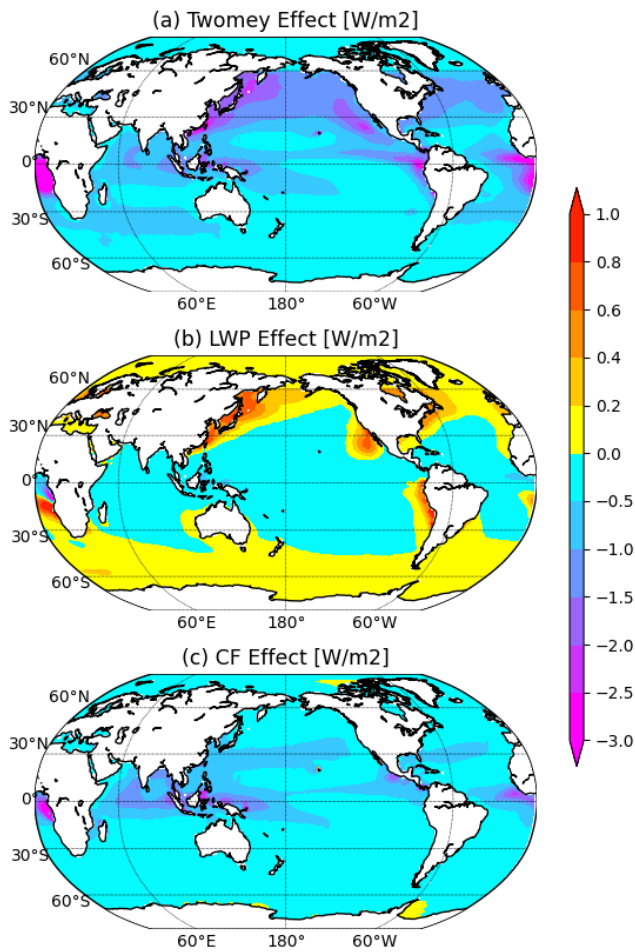 (a) Twomey Effect [W/m2]
60°N
30°N
0
30°S
60°S
60°E 180° 60°W
(b) LWP Effect [W/m2]
60°N
30°N
0
30°S
60°S
60°E 180° 60°W
(c) CF Effect [W/m2]
60°N
30°N
0
30°S
60°S
60°E 180° 60°W
1.0
0.8
0.6
0.4
0.2
0.0
−0.5
−1.0
−1.5
−2.0
−2.5
−3.0